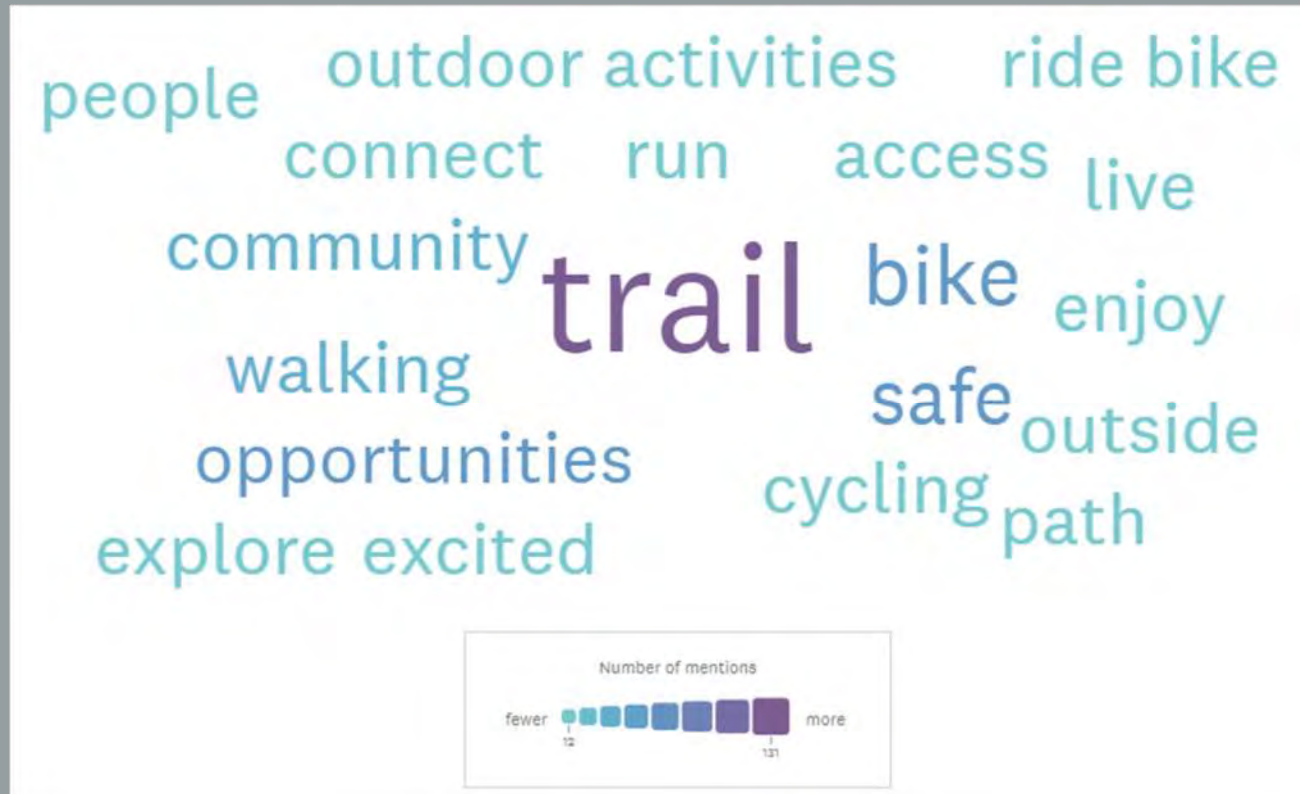 people
outdoor activities
ride bike
connect
run
access
live
community
trail
bike
enjoy
walking
safe
outside
opportunities
cycling
path
explore
excited
Number of mentions
fewer
more
12
131